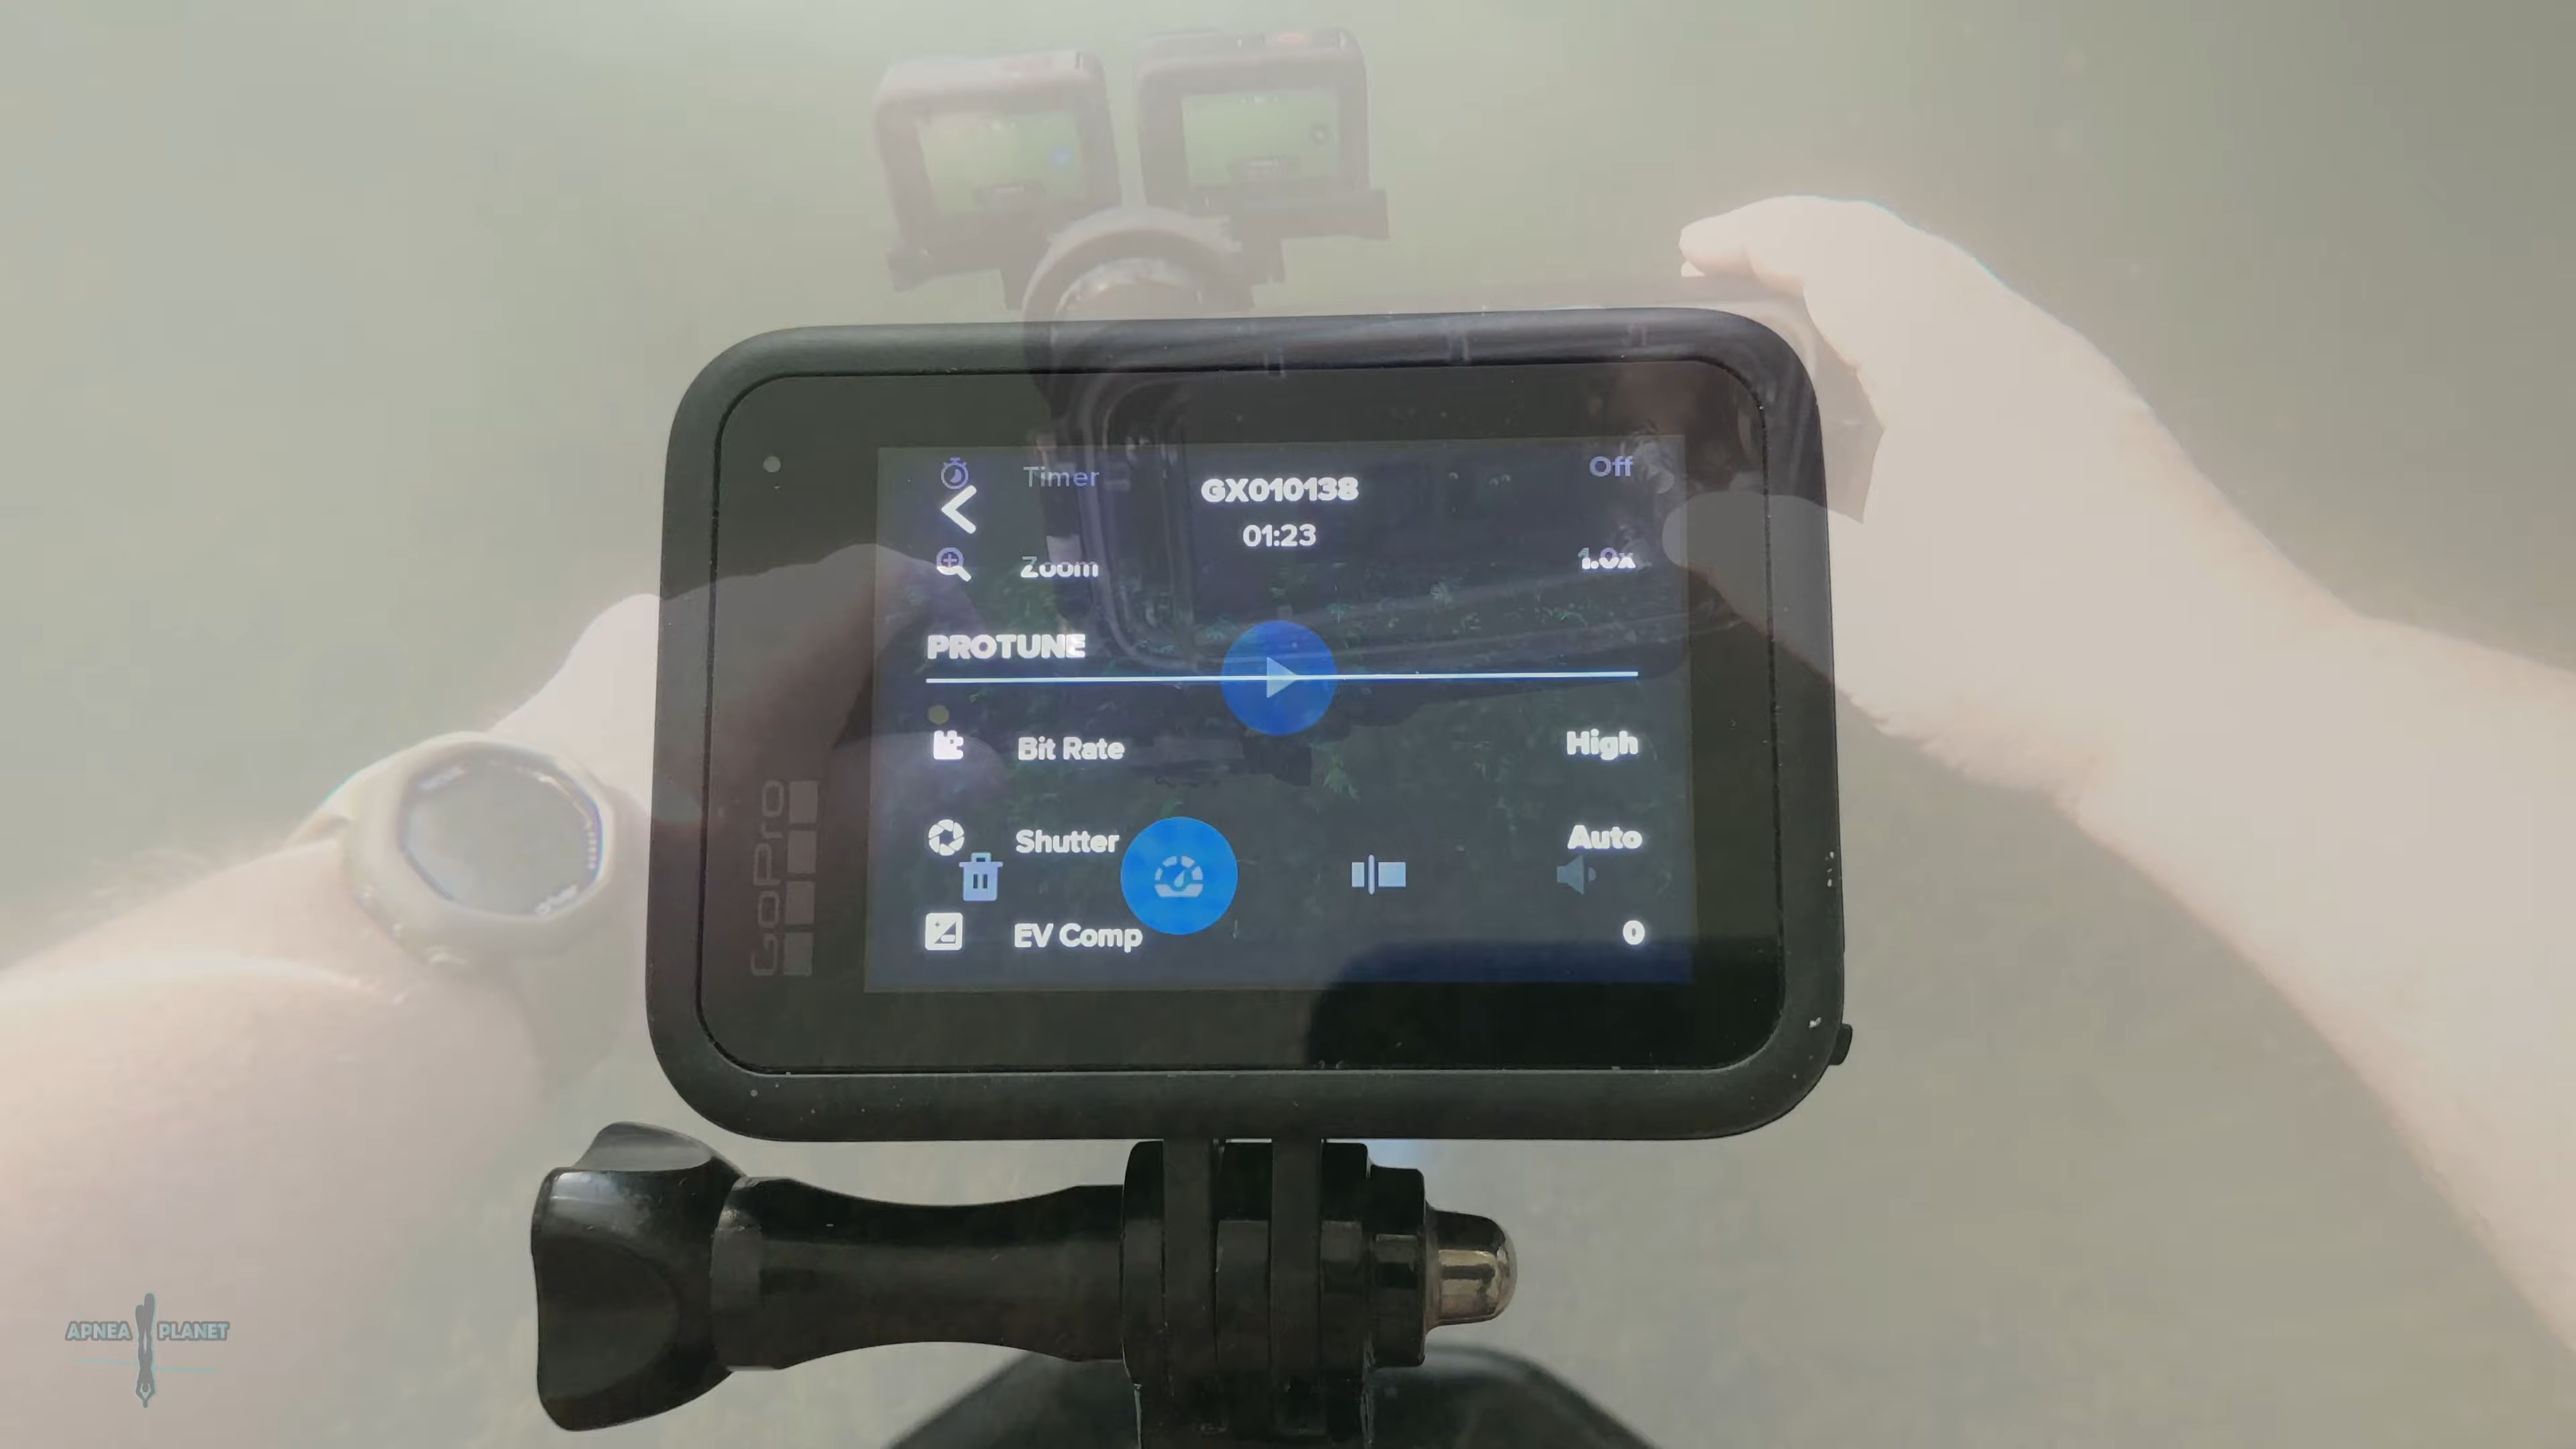 Timer Off
GX010138
01:23
Zoom 1.0x
PROTUNE
Bit Rate High
Shutter Auto
EV Comp 0
GoPro
APNEA PLANET